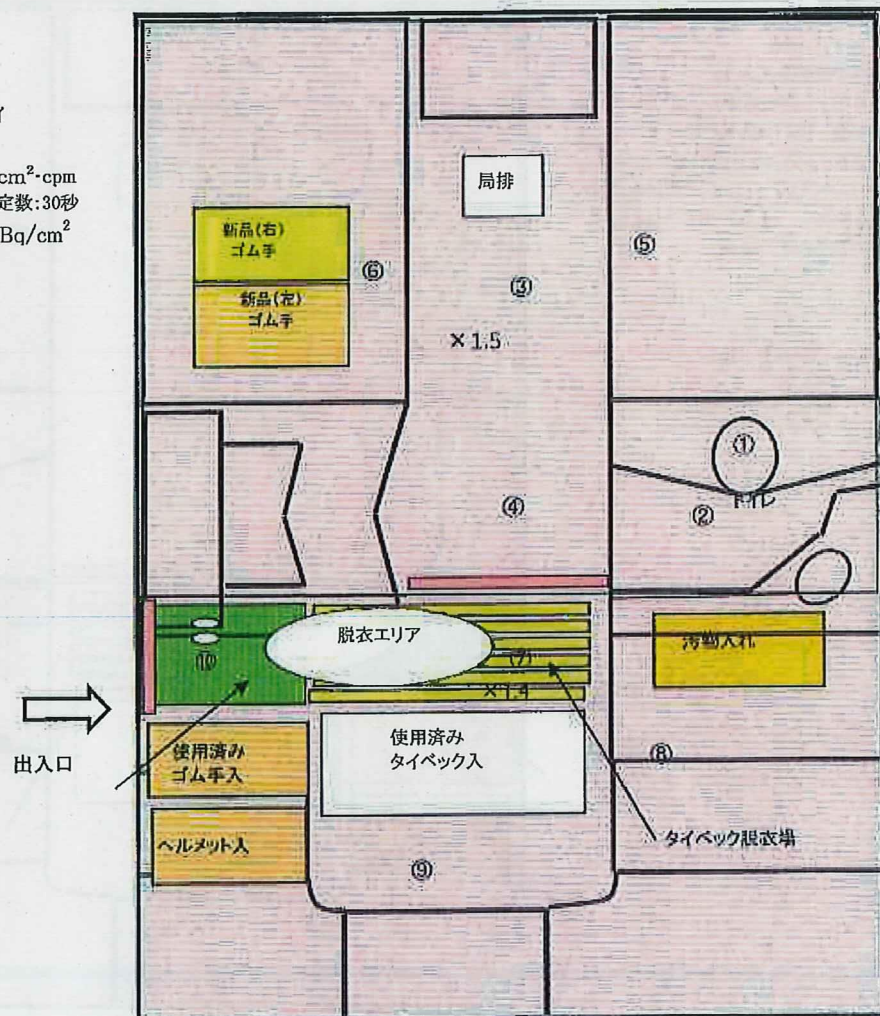 cm²・cpm
定数:30秒
Bq/cm²
局排
新品(右)
ゴム手
⑥
新品(左)
ゴム手
③
⑤
×1.5
①
トイレ
②
④
脱衣エリア
⑩
(7)
×1.4
汚物入れ
出入口
使用済み
ゴム手入
使用済み
タイベック入
⑧
ヘルメット入
タイベック脱衣場
⑨